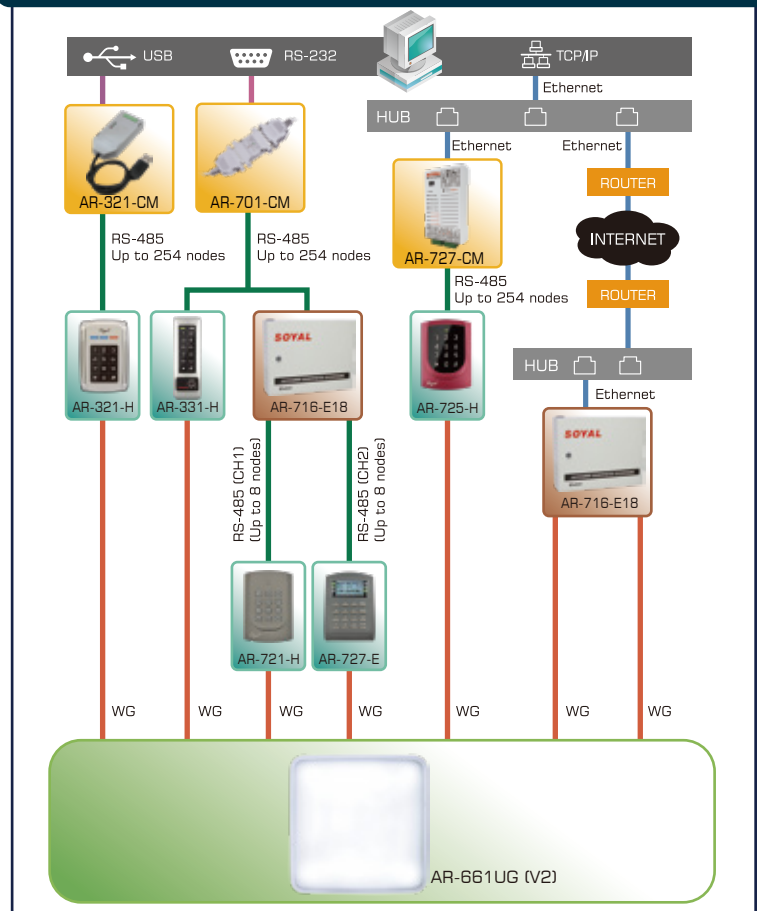 USB
RS-232
TCP/IP
Ethernet
HUB
Ethernet
Ethernet
AR-321-CM
AR-701-CM
AR-727-CM
ROUTER
INTERNET
ROUTER
RS-485
Up to 254 nodes
RS-485
Up to 254 nodes
RS-485
Up to 254 nodes
AR-321-H
AR-331-H
SOYAL
AR-716-E18
AR-725-H
HUB
Ethernet
SOYAL
AR-716-E18
RS-485 (CH1)
(Up to 8 nodes)
RS-485 (CH2)
(Up to 8 nodes)
AR-721-H
AR-727-E
WG
WG
WG
WG
WG
WG
WG
AR-661UG (V2)